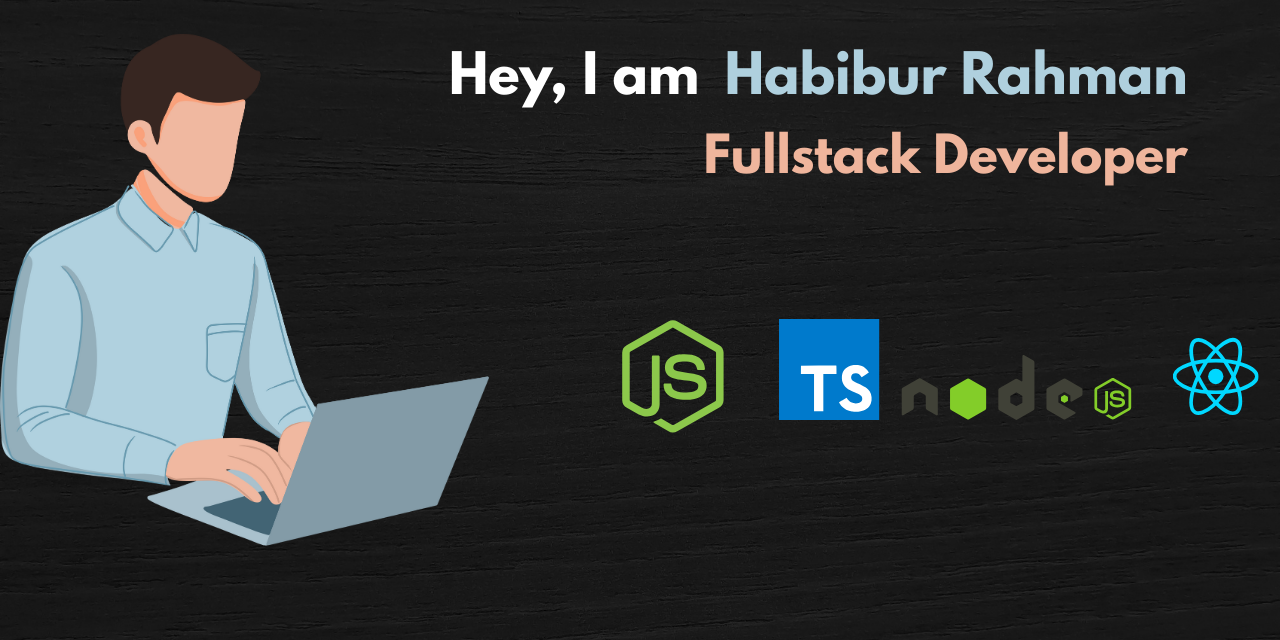 Hey, I am Habibur Rahman
Fullstack Developer
JS
TS
node
JS